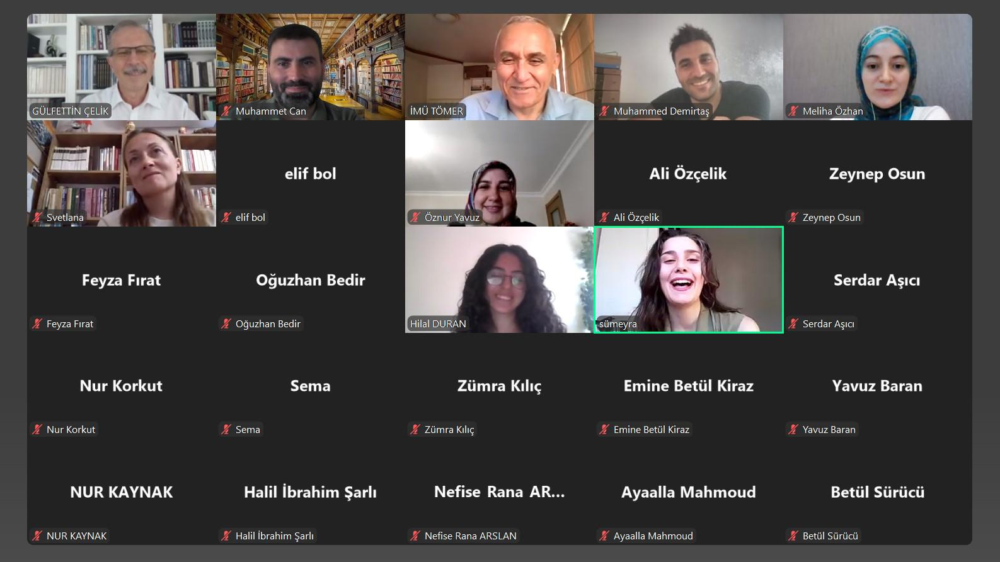 GÜLFETTİN ÇELİK
Muhammet Can
İMÜ TÖMER
Muhammed Demirtaş
Meliha Özhan
Svetlana
elif bol
elif bol
Öznur Yavuz
Ali Özçelik
Ali Özçelik
Zeynep Osun
Zeynep Osun
Feyza Fırat
Feyza Fırat
Oğuzhan Bedir
Oğuzhan Bedir
Hilal DURAN
sümeyra
Serdar Aşıcı
Serdar Aşıcı
Nur Korkut
Nur Korkut
Sema
Sema
Zümra Kılıç
Zümra Kılıç
Emine Betül Kiraz
Emine Betül Kiraz
Yavuz Baran
Yavuz Baran
NUR KAYNAK
NUR KAYNAK
Halil İbrahim Şarlı
Halil İbrahim Şarlı
Nefise Rana AR...
Nefise Rana ARSLAN
Ayaalla Mahmoud
Ayaalla Mahmoud
Betül Sürücü
Betül Sürücü